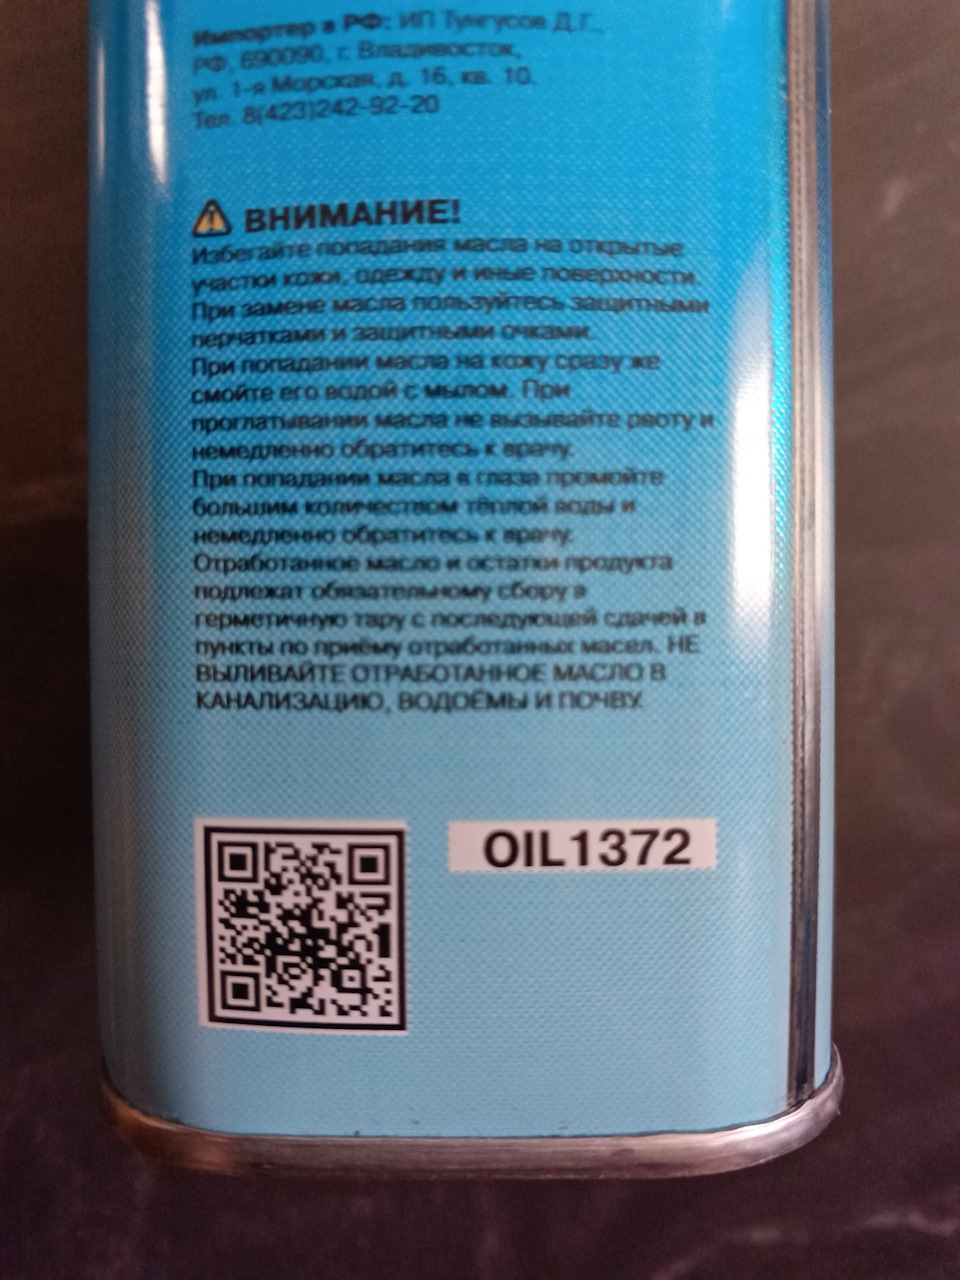 Импортер в РФ: ИП Тунгусов Д.Г.,
РФ, 690090, г. Владивосток,
ул. 1-я Морская, д. 16, кв. 10,
Тел. 8(423)242-92-20
ВНИМАНИЕ!
Избегайте попадания масла на открытые
участки кожи, одежду и иные поверхности.
При замене масла пользуйтесь защитными
перчатками и защитными очками.
При попадании масла на кожу сразу же
смойте его водой с мылом. При
проглатывании масла не вызывайте рвоту и
немедленно обратитесь к врачу.
При попадании масла в глаза промойте
большим количеством тёплой воды и
немедленно обратитесь к врачу.
Отработанное масло и остатки продукта
подлежат обязательному сбору в
герметичную тару с последующей сдачей в
пункты по приёму отработанных масел. НЕ
ВЫЛИВАЙТЕ ОТРАБОТАННОЕ МАСЛО В
КАНАЛИЗАЦИЮ, ВОДОЁМЫ И ПОЧВУ.
OIL1372